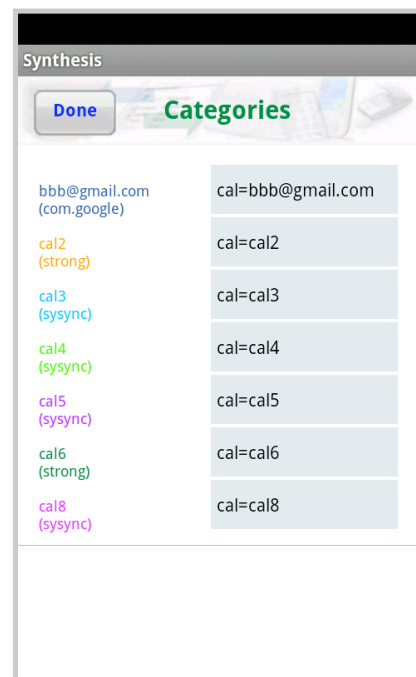 Synthesis
Done
Categories
bbb@gmail.com
(com.google)
cal=bbb@gmail.com
cal2
(strong)
cal=cal2
cal3
(sysync)
cal=cal3
cal4
(sysync)
cal=cal4
cal5
(sysync)
cal=cal5
cal6
(strong)
cal=cal6
cal8
(sysync)
cal=cal8